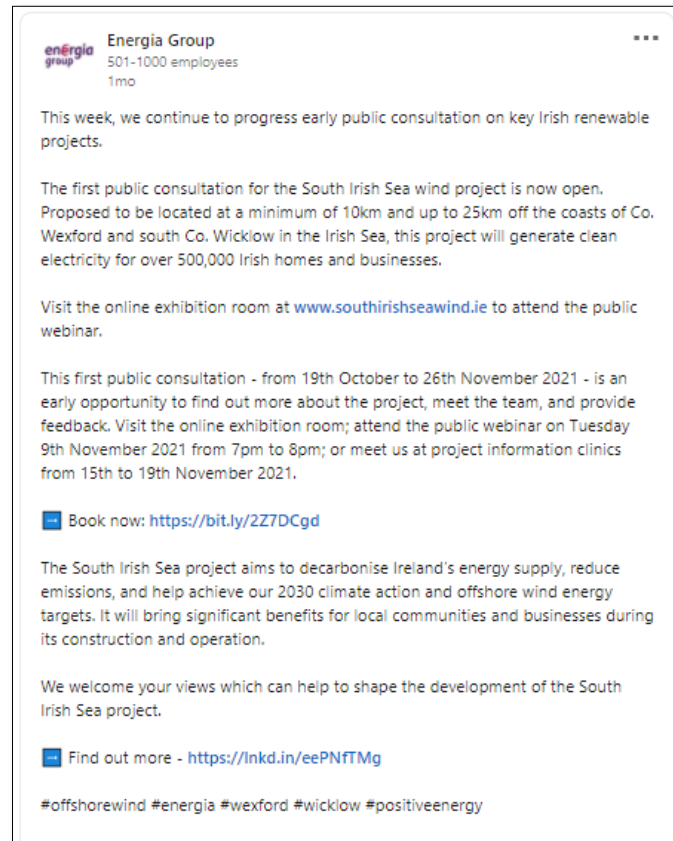 energia
group
Energia Group
501-1000 employees
1mo
This week, we continue to progress early public consultation on key Irish renewable
projects.
The first public consultation for the South Irish Sea wind project is now open.
Proposed to be located at a minimum of 10km and up to 25km off the coasts of Co.
Wexford and south Co. Wicklow in the Irish Sea, this project will generate clean
electricity for over 500,000 Irish homes and businesses.
Visit the online exhibition room at www.southirishseawind.ie to attend the public
webinar.
This first public consultation - from 19th October to 26th November 2021 - is an
early opportunity to find out more about the project, meet the team, and provide
feedback. Visit the online exhibition room; attend the public webinar on Tuesday
9th November 2021 from 7pm to 8pm; or meet us at project information clinics
from 15th to 19th November 2021.
➡ Book now: https://bit.ly/2Z7DCgd
The South Irish Sea project aims to decarbonise Ireland's energy supply, reduce
emissions, and help achieve our 2030 climate action and offshore wind energy
targets. It will bring significant benefits for local communities and businesses during
its construction and operation.
We welcome your views which can help to shape the development of the South
Irish Sea project.
➡ Find out more - https://lnkd.in/eePNfTMg
#offshorewind #energia #wexford #wicklow #positiveenergy